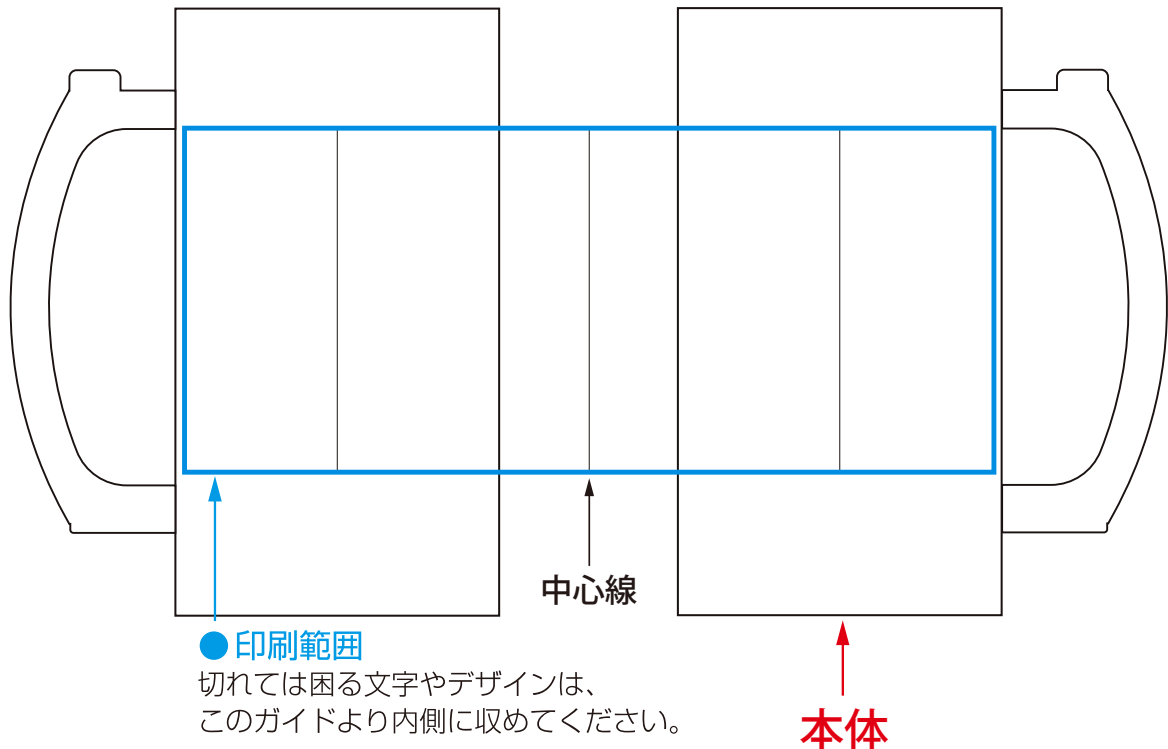 中心線
●印刷範囲
切れては困る文字やデザインは、
このガイドより内側に収めてください。
本体